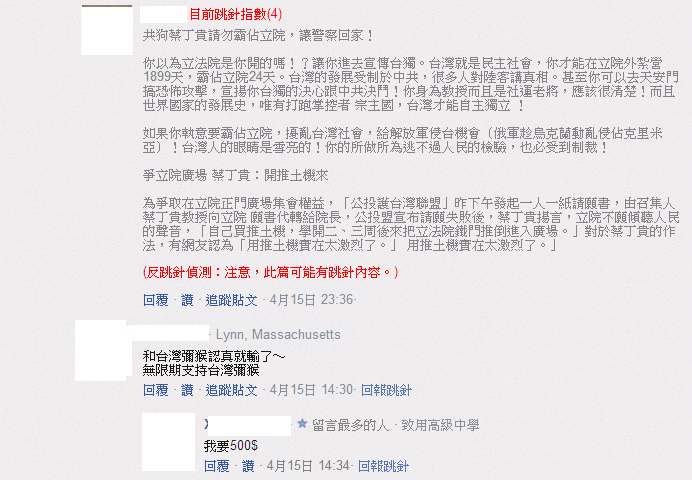 目前跳針指數(4)
共狗蔡丁貴請勿霸佔立院，讓警察回家！
你以為立法院是你開的嗎！？讓你進去宣傳台獨。台灣就是民主社會，你才能在立院外紮營
1899天，霸佔立院24天。台灣的發展受制於中共，很多人對陸客講真相。甚至你可以去天安門
搞恐怖攻擊，宣揚你台獨的決心跟中共決鬥！你身為教授而且是社運老將，應該很清楚！而且
世界國家的發展史，唯有打跑掌控者 宗主國，台灣才能自主獨立 ！
如果你執意要霸佔立院，擾亂台灣社會，給解放軍侵台機會（俄軍趁烏克蘭動亂侵佔克里米
亞）！台灣人的眼睛是雪亮的！你的所做所為逃不過人民的檢驗，也必受到制裁！
爭立院廣場 蔡丁貴：開推土機來
為爭取在立院正門廣場集會權益，「公投護台灣聯盟」昨下午發起一人一紙請願書，由召集人
蔡丁貴教授向立院 願書代轉給院長，公投盟宣布請願失敗後，蔡丁貴揚言，立院不願傾聽人民
的聲音，「自己買推土機，學開二、三周後來把立法院鐵門推倒進入廣場。」對於蔡丁貴的作
法，有網友認為「用推土機實在太激烈了。」 用推土機實在太激烈了。」
(反跳針偵測：注意，此篇可能有跳針內容。)
回覆 · 讚 · 追蹤貼文 · 4月15日 23:36·
· Lynn, Massachusetts
和台灣彌猴認真就輸了～
無限期支持台灣彌猴
回覆 · 讚 · 追蹤貼文 · 4月15日 14:30· 回報跳針
· ★ 留言最多的人 · 致用高級中學
我要500$
回覆 · 讚 · 4月15日 14:34· 回報跳針